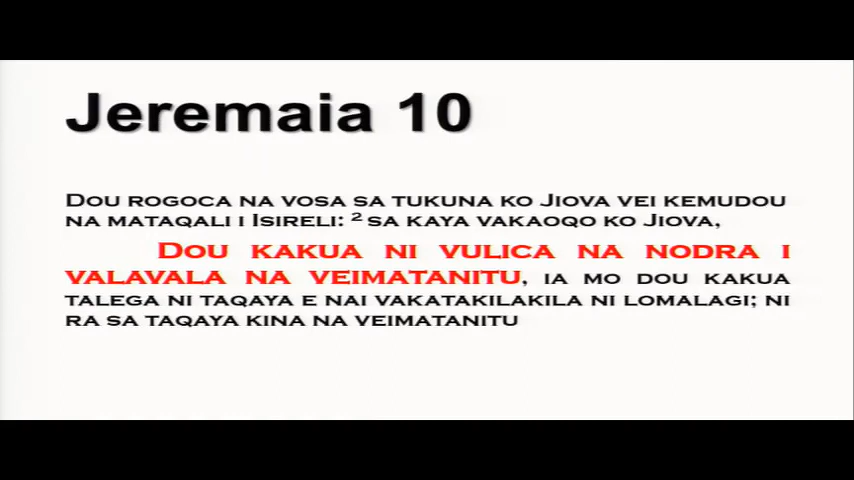 Jeremaia 10
Dou rogoca na vosa sa tukuna ko Jiova vei kemudou
na mataqali i Isireli: ² sa kaya vakaoqo ko Jiova,
Dou kakua ni vulica na nodra i
valavala na veimatanitu, ia mo dou kakua
talega ni taqaya e nai vakatakilakila ni lomalagi; ni
ra sa taqaya kina na veimatanitu